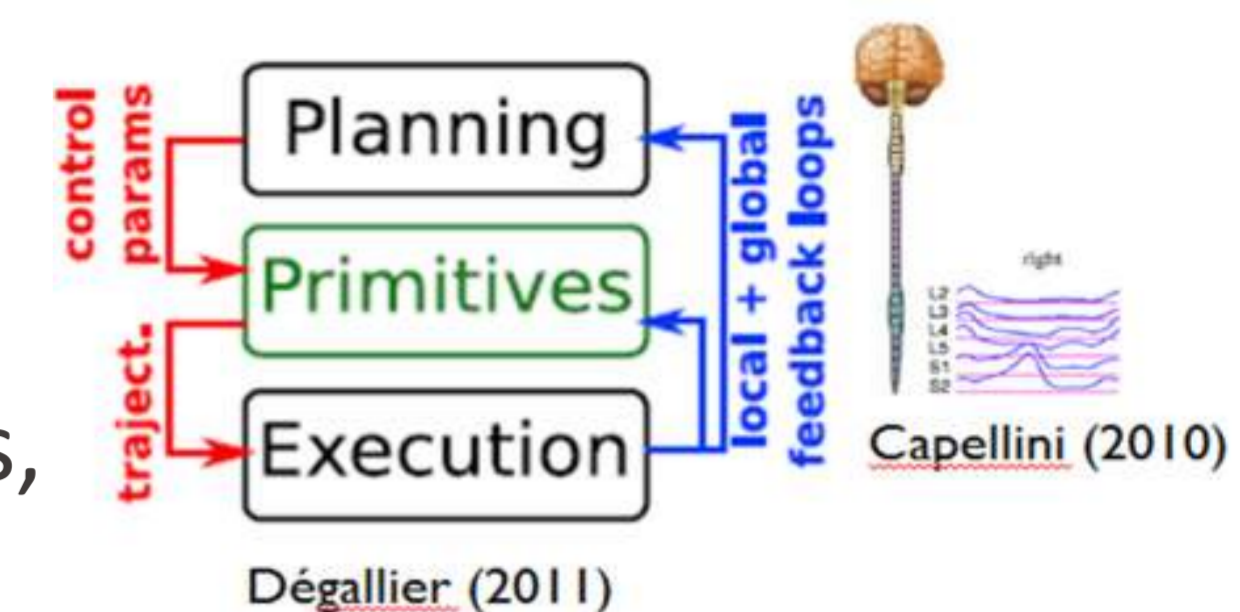 control
params
Planning
Primitives
traject.
Execution
local + global
feedback loops
s,
Dégallier (2011)
right
L2
L3
L4
L5
S1
S2
Capellini (2010)